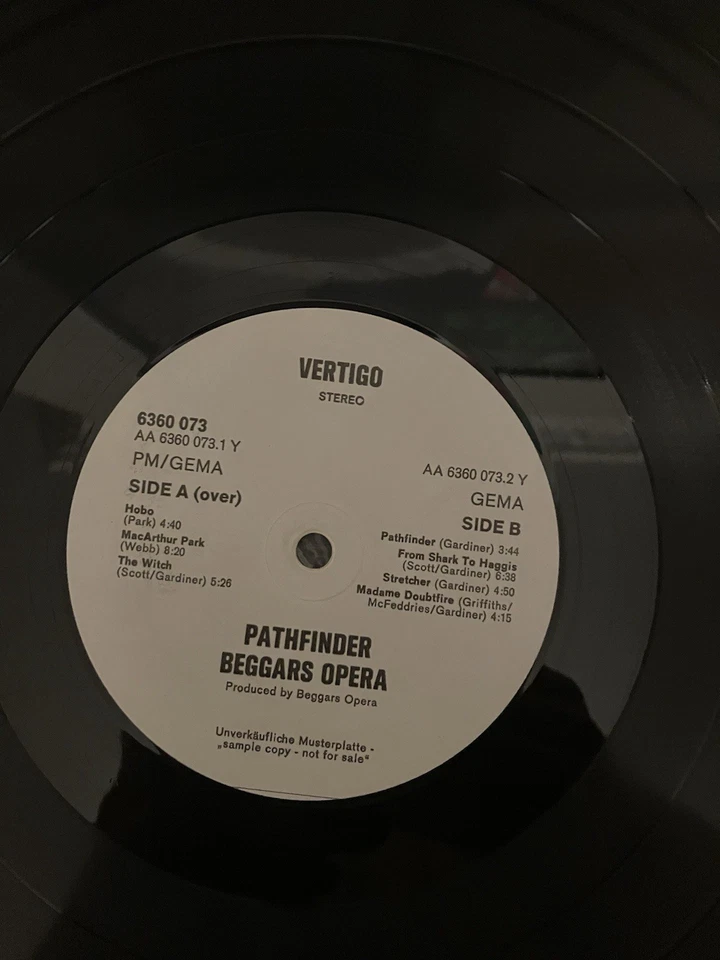 VERTIGO
STEREO
6360 073
AA 6360 073.1 Y
PM/GEMA
SIDE A (over)
Hobo
(Park) 4:40
MacArthur Park
(Webb) 8:20
The Witch
(Scott/Gardiner) 5:26
AA 6360 073.2 Y
GEMA
SIDE B
Pathfinder (Gardiner) 3:44
From Shark To Haggis
(Scott/Gardiner) 6:38
Stretcher (Gardiner) 4:50
Madame Doubtfire (Griffiths/
McFeddries/Gardiner) 4:15
PATHFINDER
BEGGARS OPERA
Produced by Beggars Opera
Unverkäufliche Musterplatte -
„sample copy - not for sale“